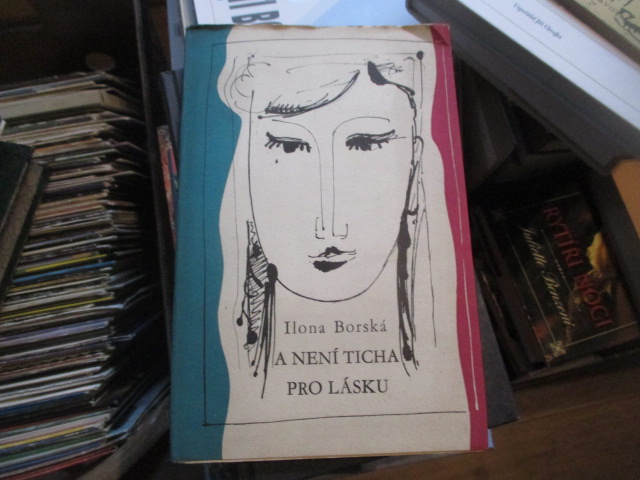 Ilona Borská
A NENÍ TICHA
PRO LÁSKU
RYTÍŘI NOCI